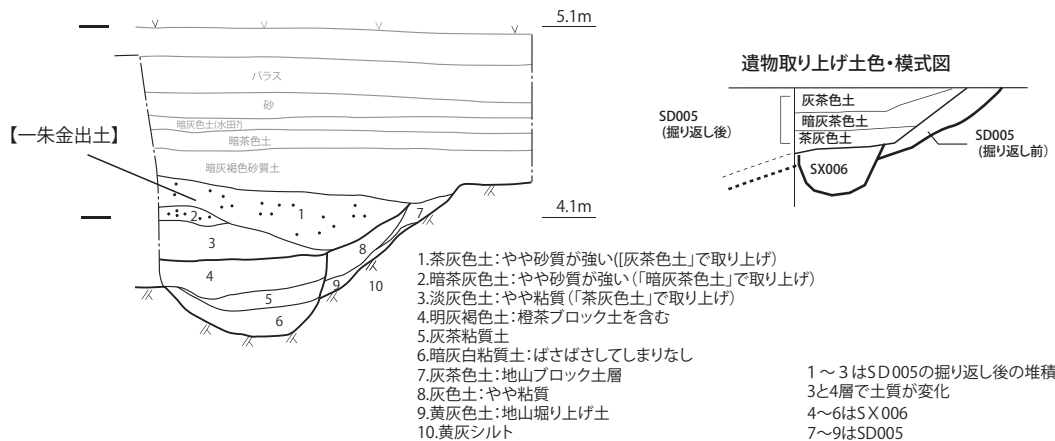 5.1m
バラス
砂
暗灰色土(水田?)
暗茶色土
暗灰褐色砂質土
【一朱金出土】
4.1m
1
2
3
4
5
6
7
8
9
10
遺物取り上げ土色・模式図
灰茶色土
暗灰茶色土
茶灰色土
SD005
(掘り返し後)
SD005
(掘り返し前)
SX006
1.茶灰色土:やや砂質が強い([灰茶色土」で取り上げ)
2.暗茶灰色土:やや砂質が強い(「暗灰茶色土」で取り上げ)
3.淡灰色土:やや粘質(「茶灰色土」で取り上げ)
4.明灰褐色土:橙茶ブロック土を含む
5.灰茶粘質土
6.暗灰白粘質土:ばさばさしてしまりなし
7.灰茶色土:地山ブロック土層
8.灰色土:やや粘質
9.黄灰色土:地山堀り上げ土
10.黄灰シルト
1～3はSD005の掘り返し後の堆積
3と4層で土質が変化
4～6はSX006
7～9はSD005